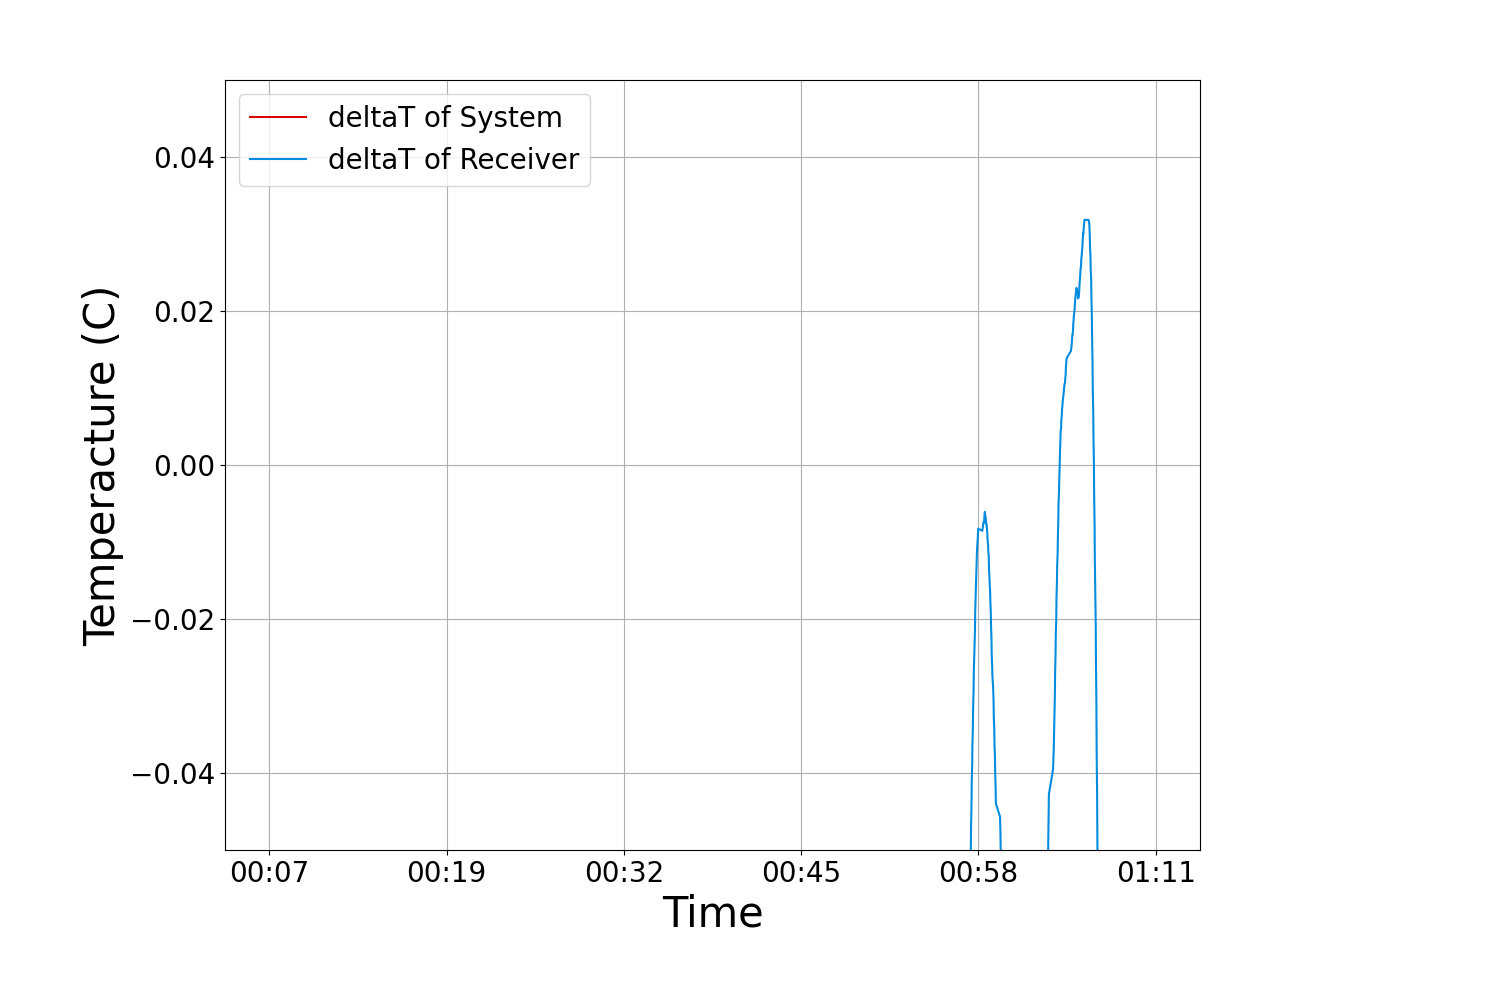 deltaT of System
deltaT of Receiver
0.04
0.02
0.00
−0.02
−0.04
Temperacture (C)
00:07 00:19 00:32 00:45 00:58 01:11
Time